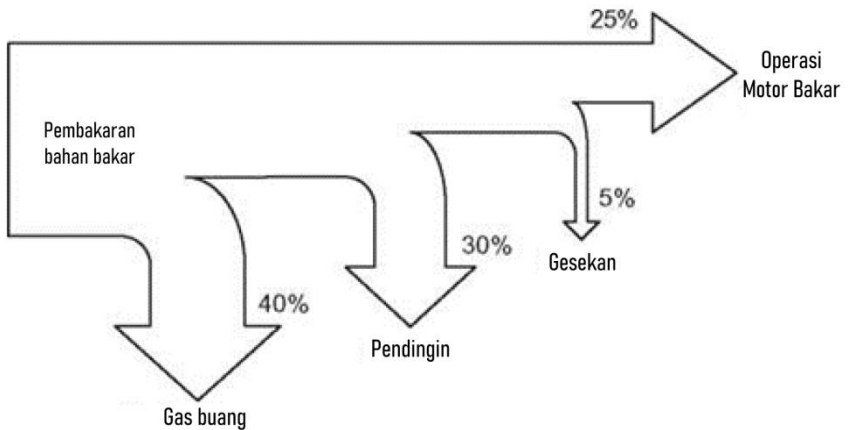 25%
Operasi
Motor Bakar
Pembakaran
bahan bakar
5%
Gesekan
30%
Pendingin
40%
Gas buang